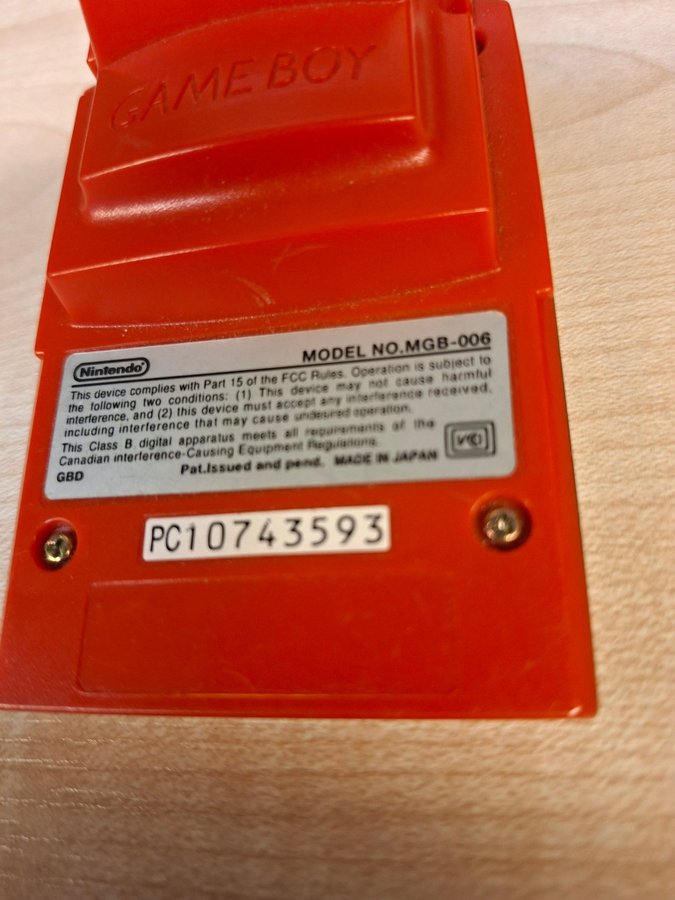 GAME BOY
Nintendo
MODEL NO.MGB-006
This device complies with Part 15 of the FCC Rules. Operation is subject to
the following two conditions: (1) This device may not cause harmful
interference, and (2) this device must accept any interference received,
including interference that may cause undesired operation.
This Class B digital apparatus meets all requirements of the
Canadian interference-Causing Equipment Regulations.
Pat.Issued and pend. MADE IN JAPAN
GBD
PC10743593